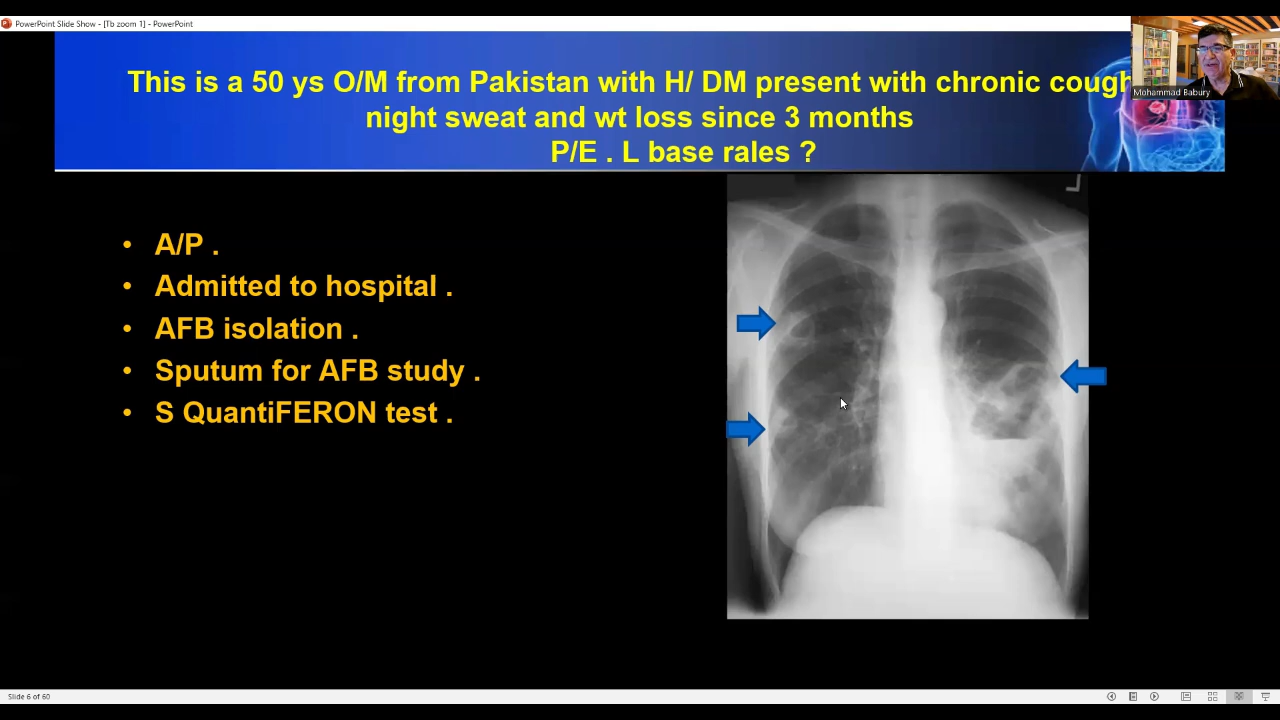 PowerPoint Slide Show - [Tb zoom 1] - PowerPoint
This is a 50 ys O/M from Pakistan with H/ DM present with chronic cough
night sweat and wt loss since 3 months
P/E . L base rales ?
Mohammad Babury
• A/P .
• Admitted to hospital .
• AFB isolation .
• Sputum for AFB study .
• S QuantiFERON test .
Slide 6 of 60